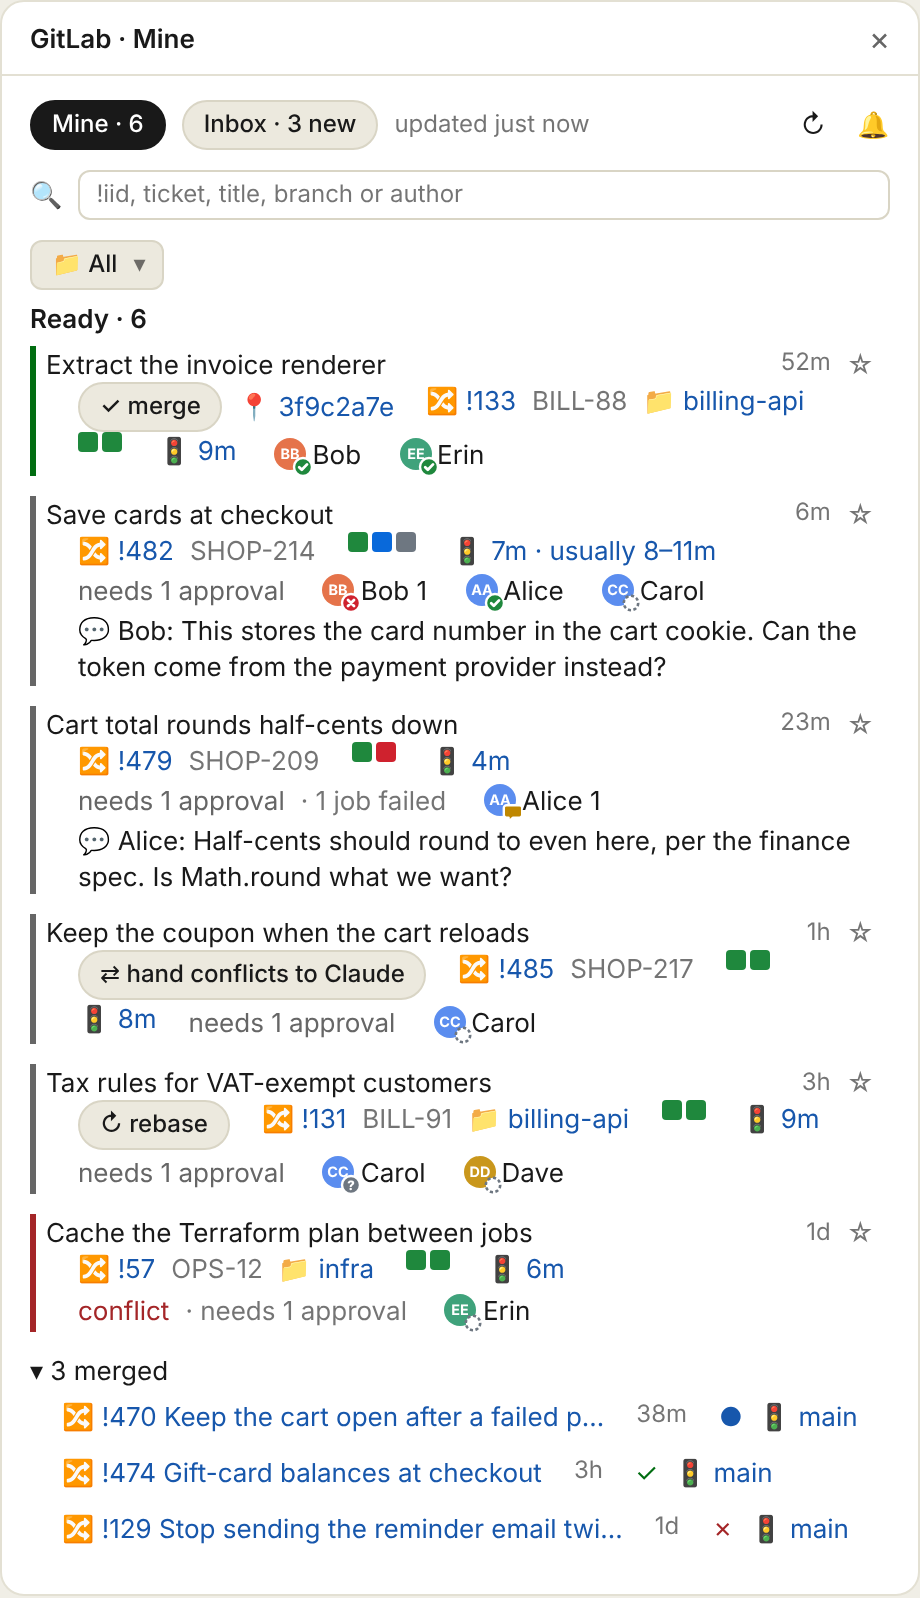 GitLab · Mine ×
Mine · 6 Inbox · 3 new updated just now ↻ 🔔
🔍 !iid, ticket, title, branch or author
📁 All ▾
Ready · 6
Extract the invoice renderer 52m ☆
✓ merge 📍 3f9c2a7e 🔀 !133 BILL-88 📁 billing-api
🚦 9m BB Bob EE Erin
Save cards at checkout 6m ☆
🔀 !482 SHOP-214 🚦 7m · usually 8–11m
needs 1 approval BB Bob 1 AA Alice CC Carol
💬 Bob: This stores the card number in the cart cookie. Can the
token come from the payment provider instead?
Cart total rounds half-cents down 23m ☆
🔀 !479 SHOP-209 🚦 4m
needs 1 approval · 1 job failed AA Alice 1
💬 Alice: Half-cents should round to even here, per the finance
spec. Is Math.round what we want?
Keep the coupon when the cart reloads 1h ☆
⇄ hand conflicts to Claude 🔀 !485 SHOP-217
🚦 8m needs 1 approval CC Carol
Tax rules for VAT-exempt customers 3h ☆
↻ rebase 🔀 !131 BILL-91 📁 billing-api 🚦 9m
needs 1 approval CC ? Carol DD Dave
Cache the Terraform plan between jobs 1d ☆
🔀 !57 OPS-12 📁 infra 🚦 6m
conflict · needs 1 approval EE Erin
▾ 3 merged
🔀 !470 Keep the cart open after a failed p... 38m ● 🚦 main
🔀 !474 Gift-card balances at checkout 3h ✓ 🚦 main
🔀 !129 Stop sending the reminder email twi... 1d × 🚦 main